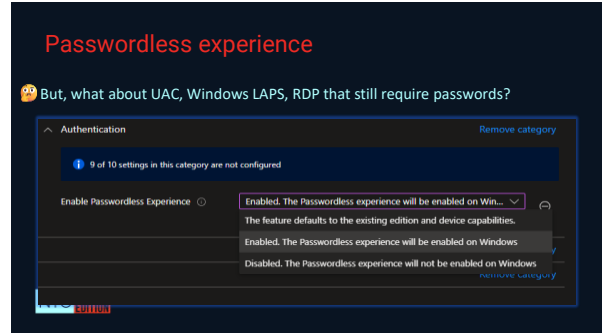 Passwordless experience
But, what about UAC, Windows LAPS, RDP that still require passwords?
Authentication
Remove category
9 of 10 settings in this category are not configured
Enable Passwordless Experience
Enabled. The Passwordless experience will be enabled on Win...
The feature defaults to the existing edition and device capabilities.
Enabled. The Passwordless experience will be enabled on Windows
Disabled. The Passwordless experience will not be enabled on Windows
Remove category
EDITION